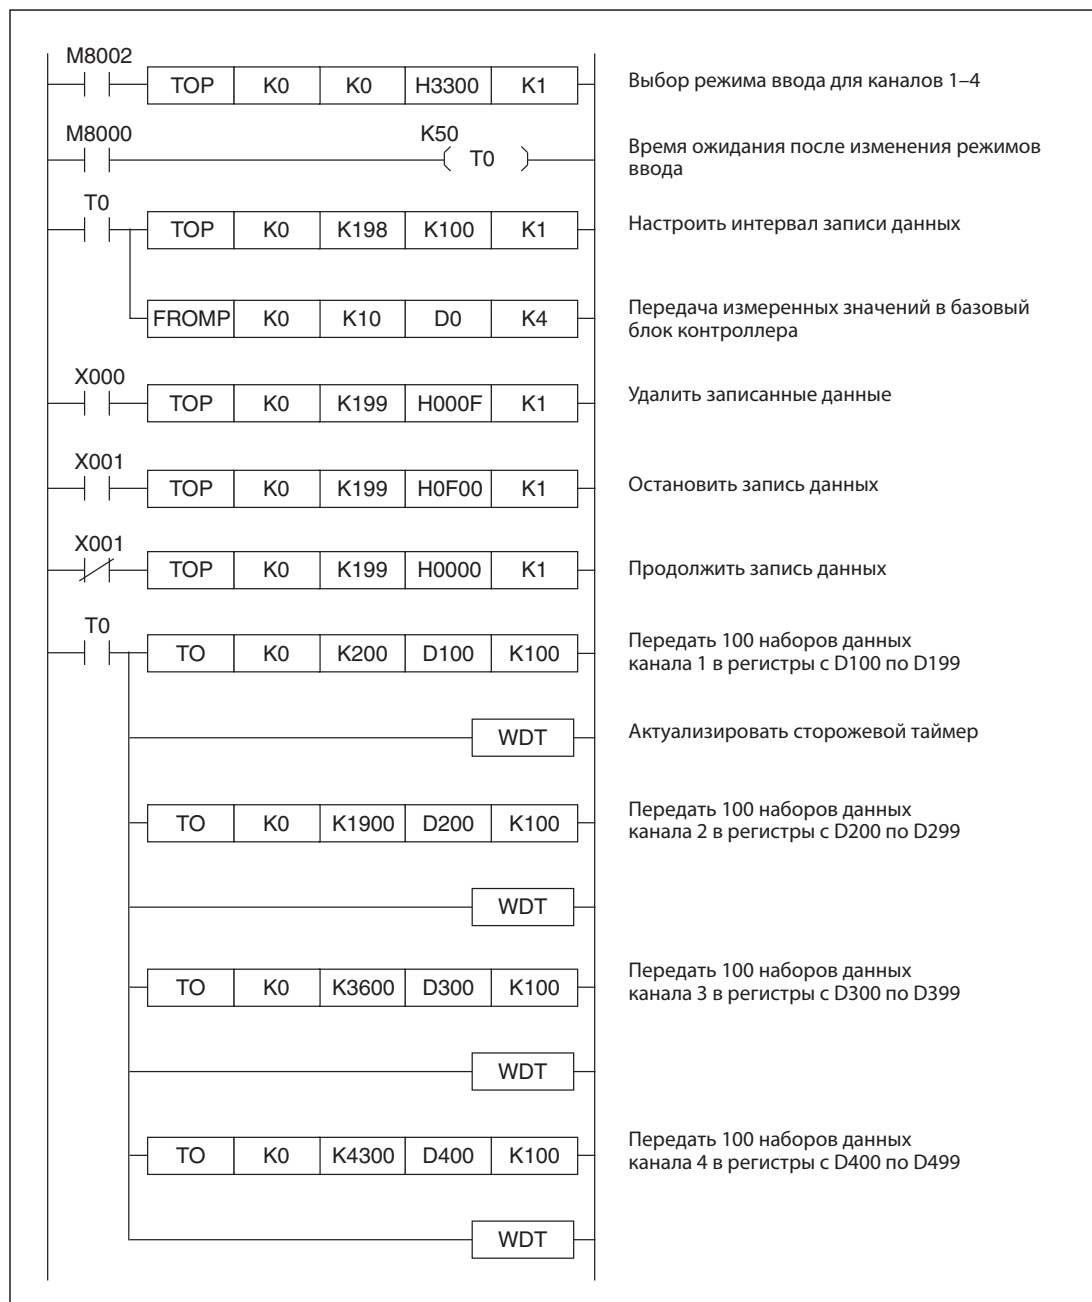 M8002
TOP K0 K0 H3300 K1
Выбор режима ввода для каналов 1–4
M8000
K50
T0
Время ожидания после изменения режимов
ввода
T0
TOP K0 K198 K100 K1
Настроить интервал записи данных
FROMP K0 K10 D0 K4
Передача измеренных значений в базовый
блок контроллера
X000
TOP K0 K199 H000F K1
Удалить записанные данные
X001
TOP K0 K199 H0F00 K1
Остановить запись данных
X001
TOP K0 K199 H0000 K1
Продолжить запись данных
T0
TO K0 K200 D100 K100
Передать 100 наборов данных
канала 1 в регистры с D100 по D199
WDT
Актуализировать сторожевой таймер
TO K0 K1900 D200 K100
Передать 100 наборов данных
канала 2 в регистры с D200 по D299
WDT
TO K0 K3600 D300 K100
Передать 100 наборов данных
канала 3 в регистры с D300 по D399
WDT
TO K0 K4300 D400 K100
Передать 100 наборов данных
канала 4 в регистры с D400 по D499
WDT